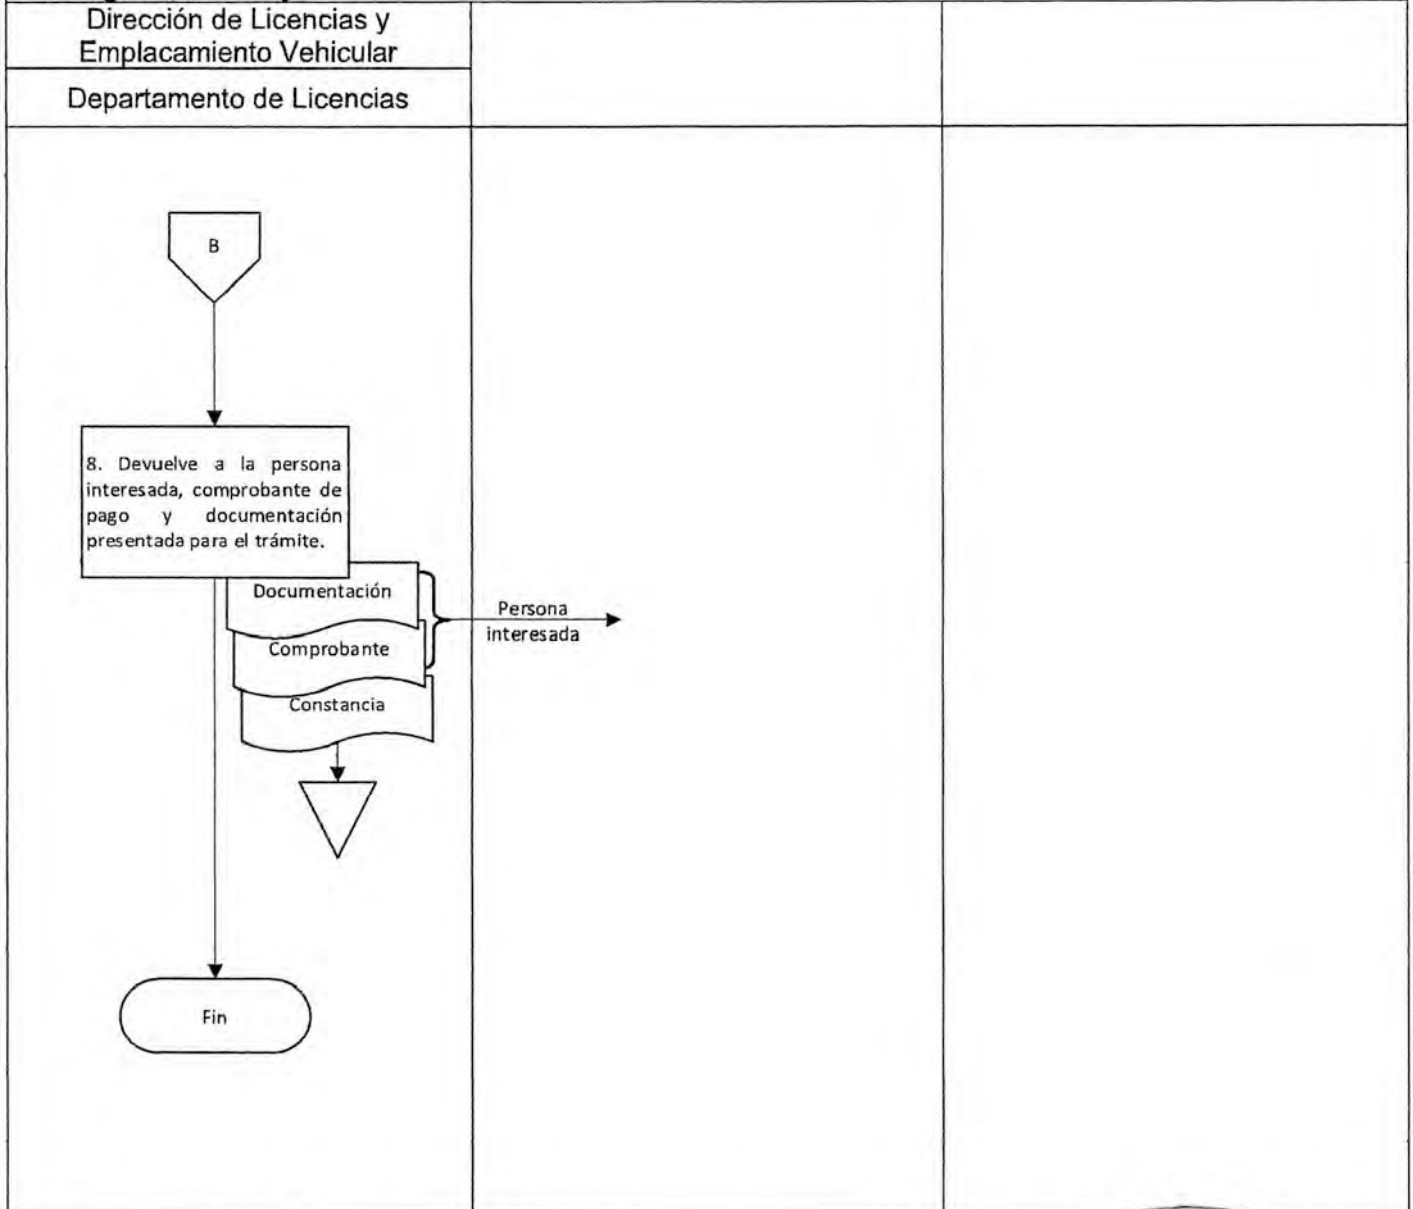 Dirección de Licencias y
Emplacamiento Vehicular
Departamento de Licencias
B
8. Devuelve a la persona
interesada, comprobante de
pago y documentación
presentada para el trámite.
Documentación
Persona
interesada
Comprobante
Constancia
Fin